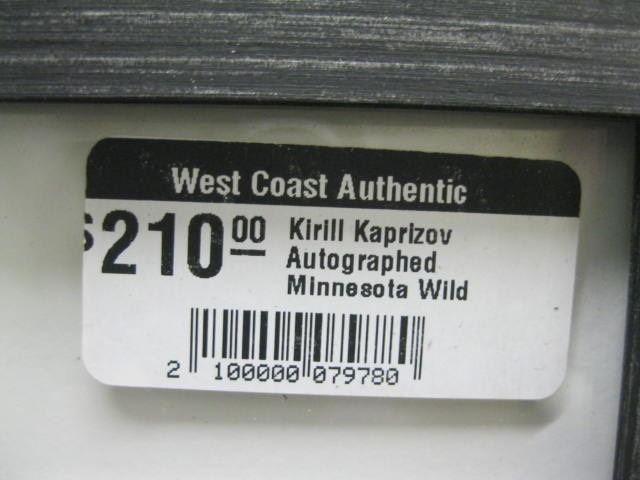 West Coast Authentic
$210.00 Kirill Kaprizov
Autographed
Minnesota Wild
2 100000 079780